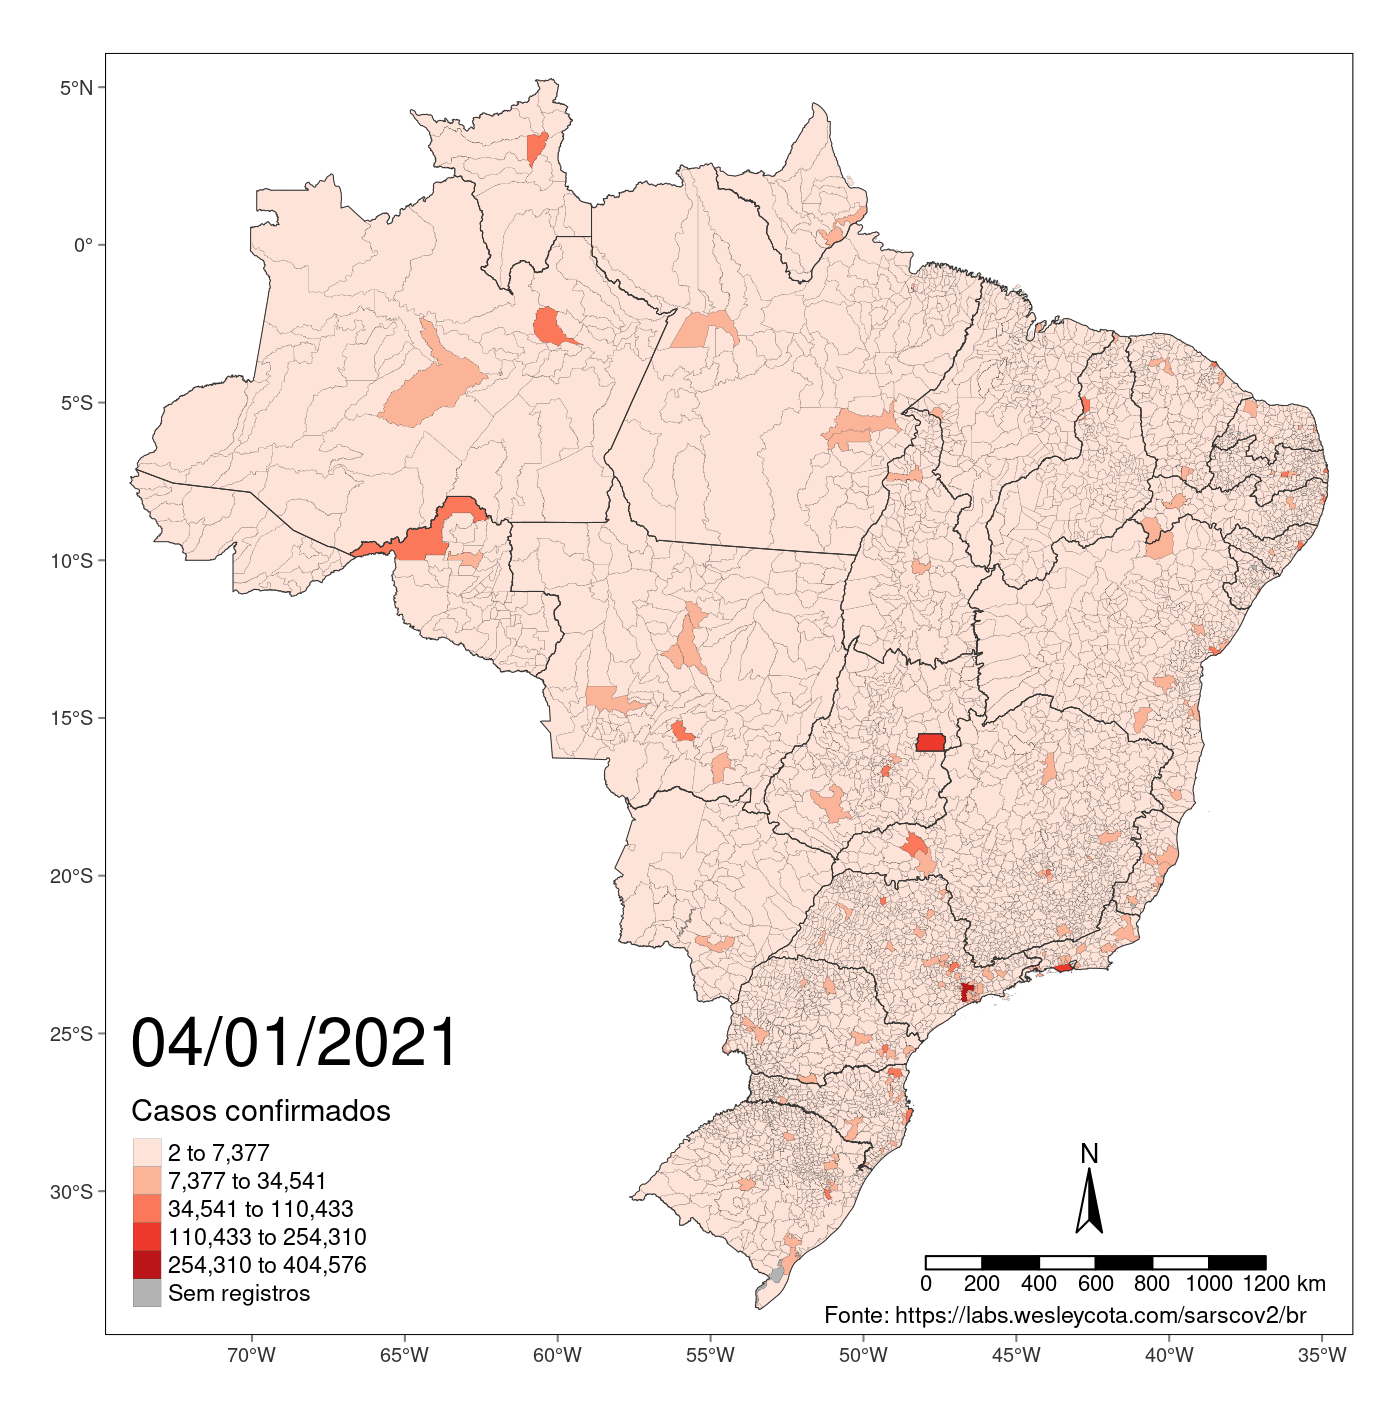 5°N
0°
5°S
10°S
15°S
20°S
25°S
30°S
04/01/2021
Casos confirmados
2 to 7,377
7,377 to 34,541
34,541 to 110,433
110,433 to 254,310
254,310 to 404,576
Sem registros
N
0 200 400 600 800 1000 1200 km
Fonte: https://labs.wesleycota.com/sarscov2/br
70°W 65°W 60°W 55°W 50°W 45°W 40°W 35°W